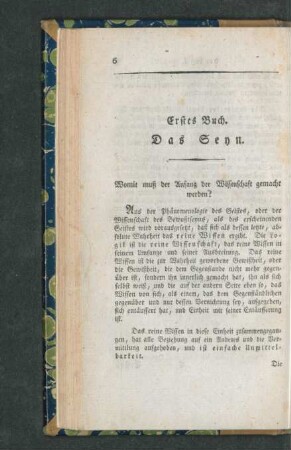 6
Erstes Buch.
Das Seyn.
Womit muß der Anfang der Wissenschaft gemacht
werden?
Aus der Phänomenologie des Geistes, oder der
Wissenschaft des Bewußtseyns, als des erscheinenden
Geistes wird vorausgesetzt, daß sich als dessen letzte, abso-
lute Wahrheit das reine Wissen ergibt. Die Lo-
gik ist die reine Wissenschaft, das reine Wissen in
seinem Umfange und seiner Ausbreitung. Das reine
Wissen ist die zur Wahrheit gewordene Gewißheit, oder
die Gewißheit, die dem Gegenstande nicht mehr gegen-
über ist, sondern ihn innerlich gemacht hat, ihn als sich
selbst weiß, und die auf der andern Seite eben so, das
Wissen von sich, als einem, das dem Gegenständlichen
gegenüber und nur dessen Vernichtung sey, aufgegeben,
sich entäussert hat, und Einheit mit seiner Entäusserung
ist.
Das reine Wissen in diese Einheit zusammengegan-
gen, hat alle Beziehung auf ein Anderes und die Ver-
mittlung aufgehoben, und ist einfache Unmittel-
barkeit.
Die